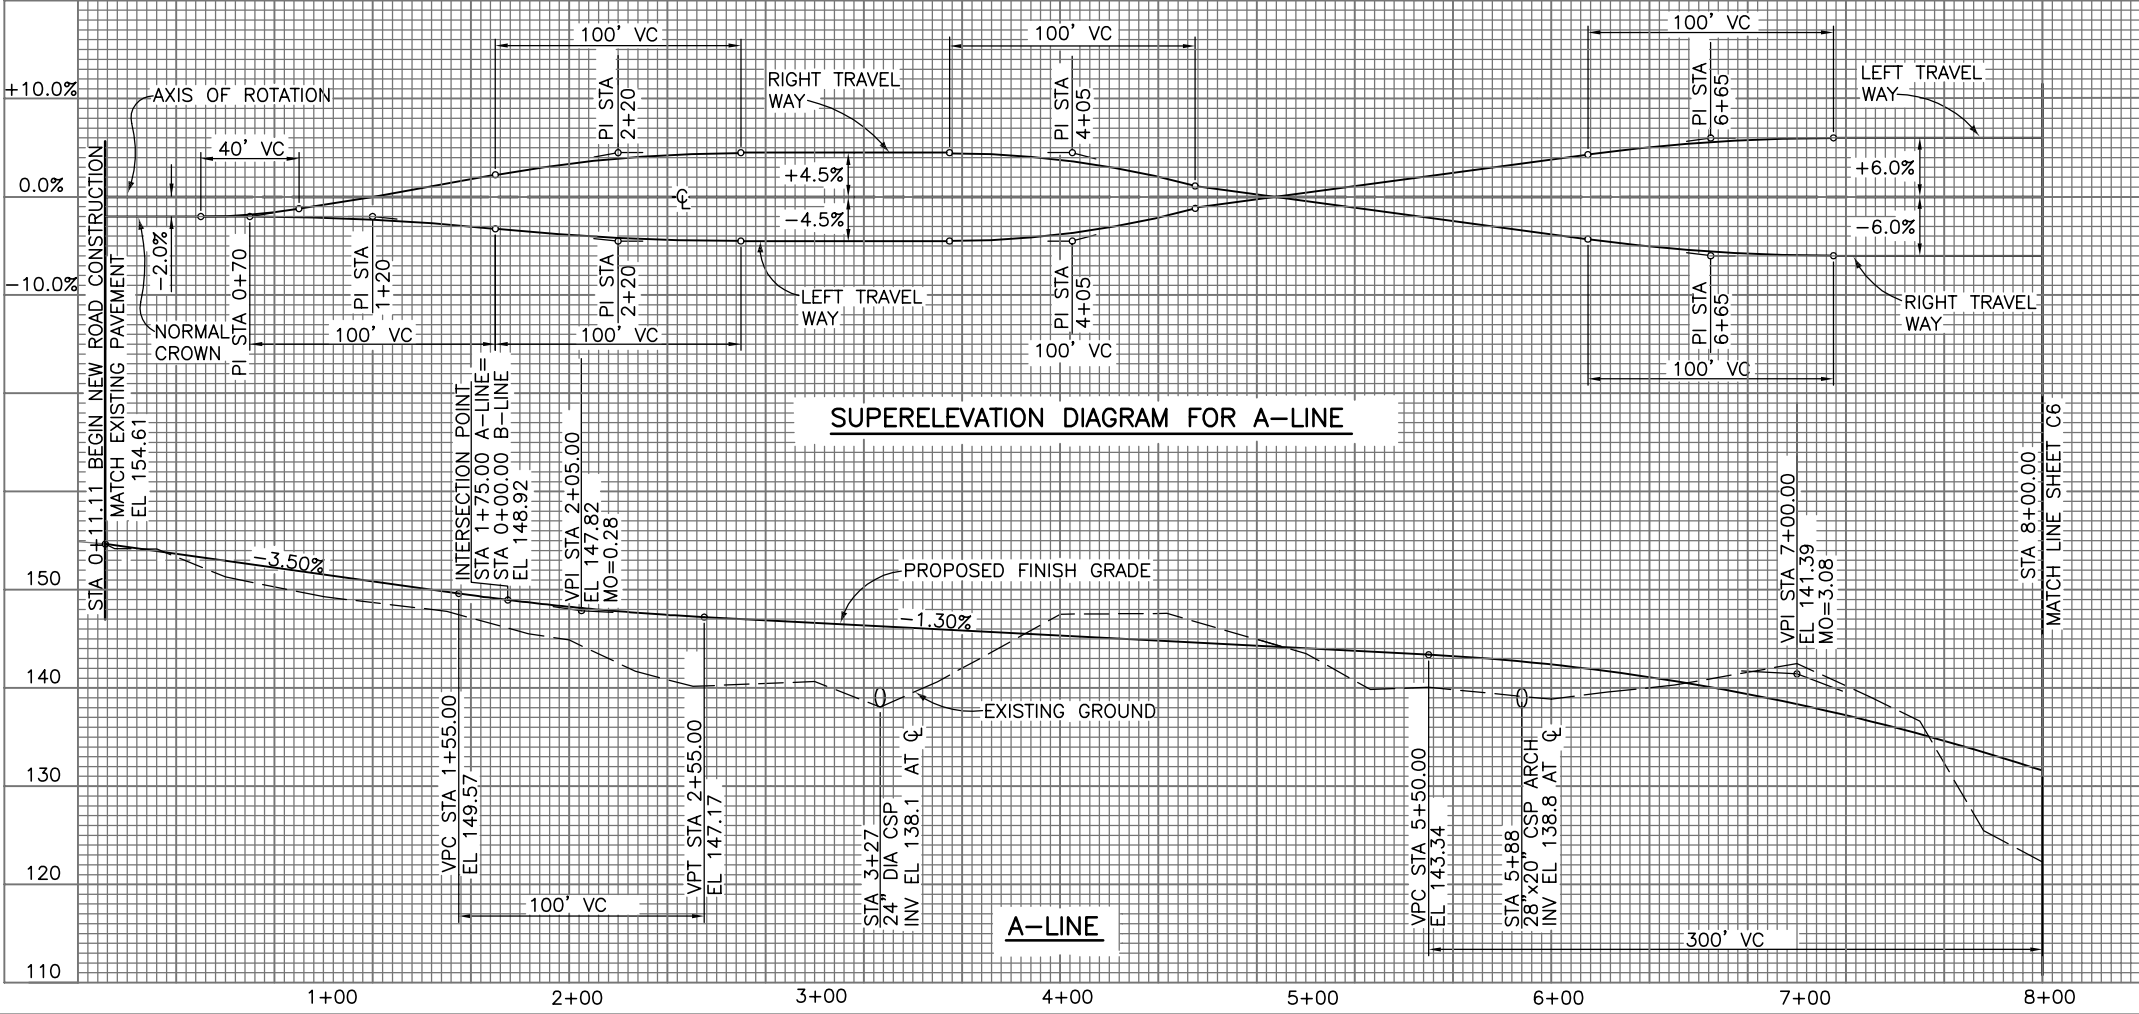 100' VC
100' VC
100' VC
+10.0%
AXIS OF ROTATION
PI STA
2+20
RIGHT TRAVEL
WAY
PI STA
4+05
PI STA
6+65
LEFT TRAVEL
WAY
40' VC
0.0%
+4.5%
-4.5%
℄
+6.0%
-6.0%
-2.0%
-10.0%
NORMAL
CROWN
PI STA 0+70
PI STA
1+20
PI STA
2+20
LEFT TRAVEL
WAY
PI STA
4+05
PI STA
6+65
RIGHT TRAVEL
WAY
100' VC
100' VC
100' VC
100' VC
SUPERELEVATION DIAGRAM FOR A-LINE
STA 0+11.11 BEGIN NEW ROAD CONSTRUCTION
MATCH EXISTING PAVEMENT
EL 154.61
INTERSECTION POINT
STA 1+75.00 A-LINE=
STA 0+00.00 B-LINE
EL 148.92
VPI STA 2+05.00
EL 147.82
MO=0.28
VPI STA 7+00.00
EL 141.39
MO=3.08
STA 8+00.00
MATCH LINE SHEET C6
-3.50%
PROPOSED FINISH GRADE
-1.30%
EXISTING GROUND
150
140
130
120
110
VPC STA 1+55.00
EL 149.57
VPT STA 2+55.00
EL 147.17
STA 3+27
24" DIA CSP
INV EL 138.1 AT ℄
VPC STA 5+50.00
EL 143.34
STA 5+88
28"x20" CSP ARCH
INV EL 138.8 AT ℄
100' VC
A-LINE
300' VC
1+00
2+00
3+00
4+00
5+00
6+00
7+00
8+00